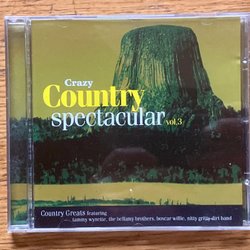 Crazy
Country
spectacular vol.3
Country Greats featuring
tammy wynette, the bellamy brothers, boxcar willie, nitty gritty dirt band